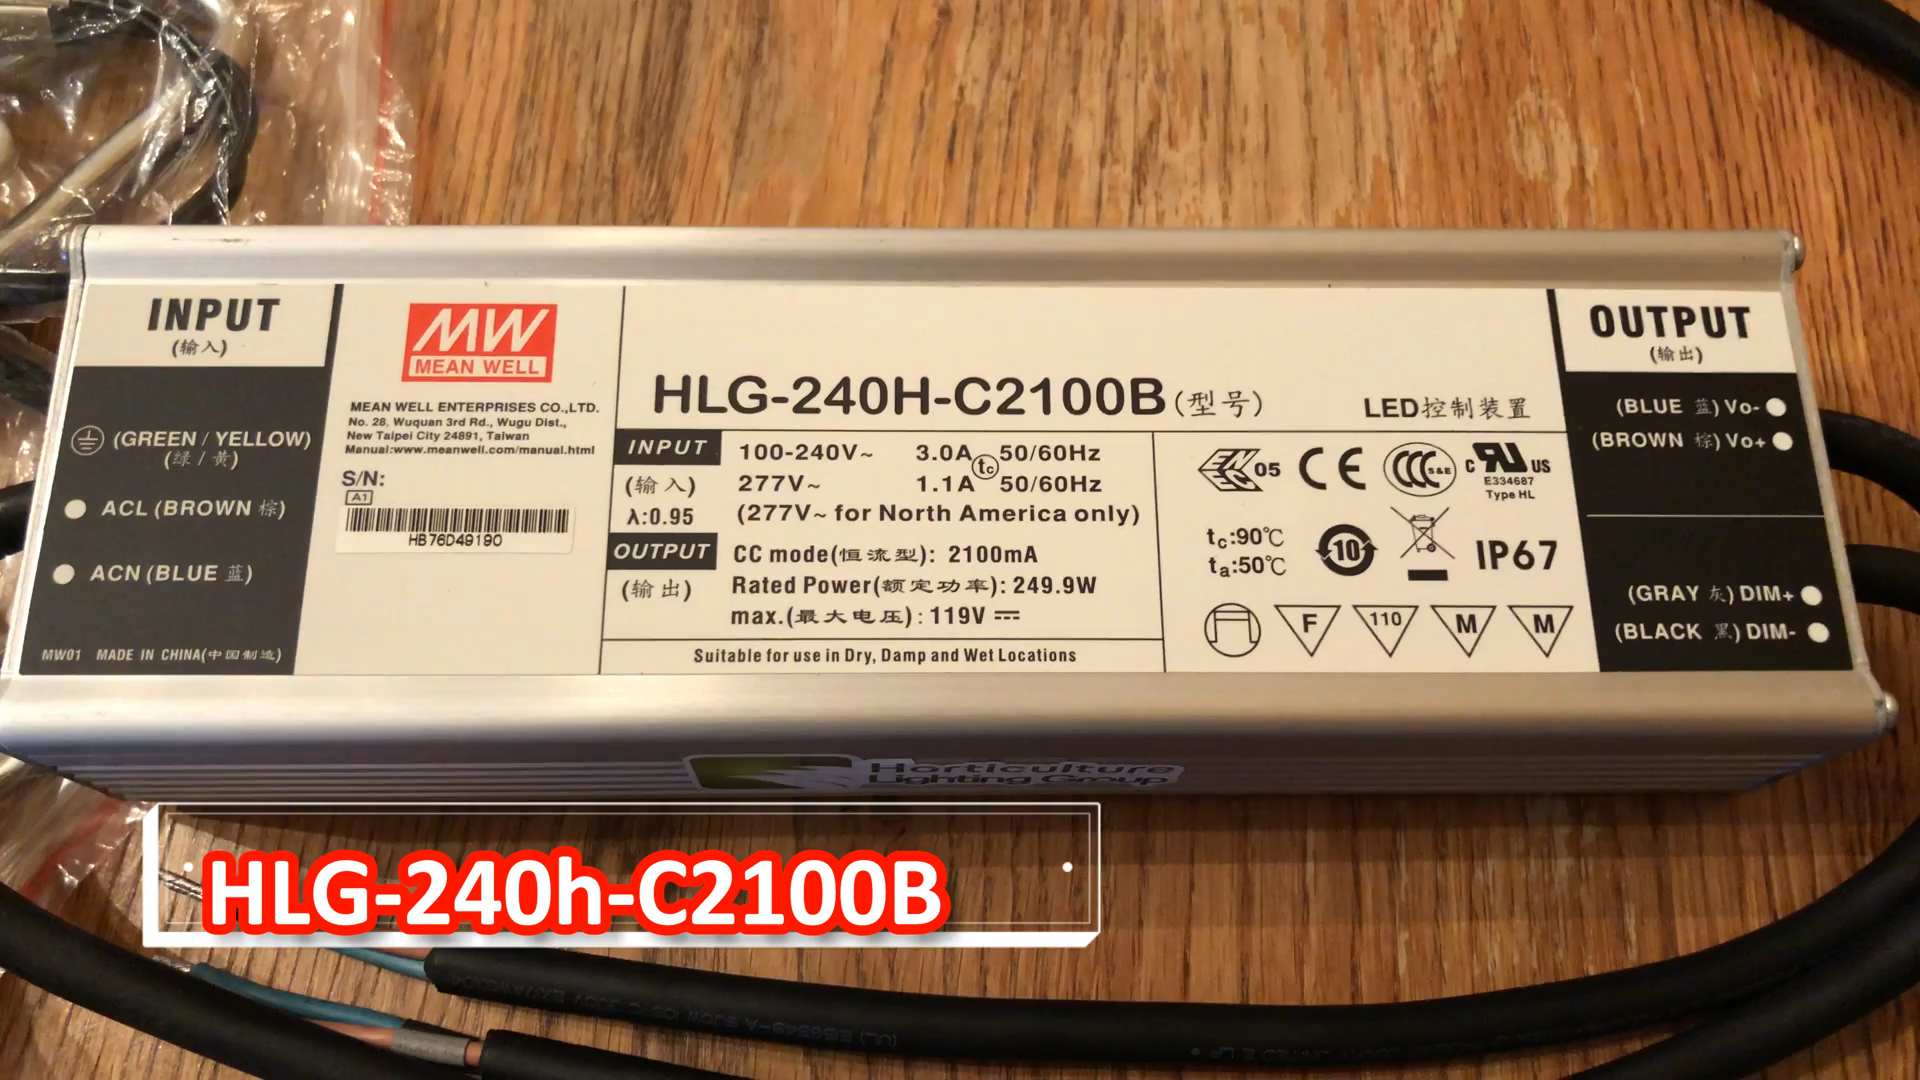 INPUT
(输入)
(GREEN / YELLOW)
(绿 / 黄)
ACL (BROWN 棕)
ACN (BLUE 蓝)
MW01 MADE IN CHINA(中国制造)
MW
MEAN WELL
MEAN WELL ENTERPRISES CO.,LTD.
No. 28, Wuquan 3rd Rd., Wugu Dist.,
New Taipei City 24891, Taiwan
Manual:www.meanwell.com/manual.html
S/N:
A1
HB76D49190
HLG-240H-C2100B(型号)
LED控制装置
INPUT 100-240V~ 3.0A 50/60Hz
tc
(输入) 277V~ 1.1A 50/60Hz
λ:0.95 (277V~ for North America only)
OUTPUT CC mode(恒流型): 2100mA
(输出) Rated Power(额定功率): 249.9W
max.(最大电压): 119V
Suitable for use in Dry, Damp and Wet Locations
05
CE
CCC S&E
c RU US
E334687
Type HL
tc:90℃
ta:50℃
10
IP67
F
110
M
M
OUTPUT
(输出)
(BLUE 蓝) Vo-
(BROWN 棕) Vo+
(GRAY 灰) DIM+
(BLACK 黑) DIM-
Horticulture
Lighting Group
HLG-240h-C2100B